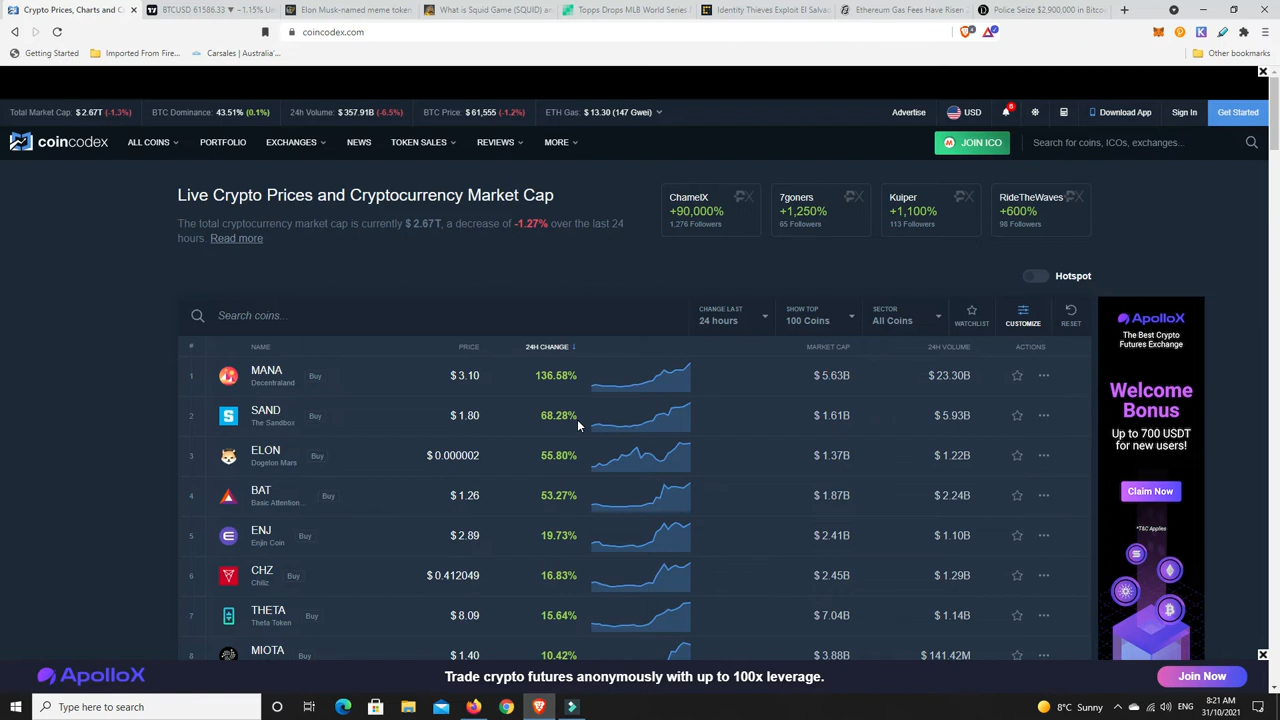 Crypto Prices, Charts and Crypto
BTCUSD 61586.33 ▼ −1.15% Un
Elon Musk-named meme token
What is Squid Game (SQUID) an
Topps Drops MLB World Series
Identity Thieves Exploit El Salvad
Ethereum Gas Fees Have Risen
Police Seize $2,900,000 in Bitco
coincodex.com
Getting Started
Imported From Fire...
Carsales | Australia'...
Other bookmarks
Total Market Cap: $ 2.67T (-1.3%)
BTC Dominance: 43.51% (0.1%)
24h Volume: $ 357.91B (-6.5%)
BTC Price: $ 61,555 (-1.2%)
ETH Gas: $ 13.30 (147 Gwei)
Advertise
USD
6
Download App
Sign In
Get Started
coincodex
ALL COINS
PORTFOLIO
EXCHANGES
NEWS
TOKEN SALES
REVIEWS
MORE
JOIN ICO
Search for coins, ICOs, exchanges...
Live Crypto Prices and Cryptocurrency Market Cap
The total cryptocurrency market cap is currently $ 2.67T, a decrease of -1.27% over the last 24
hours. Read more
ChamelX
+90,000%
1,276 Followers
7goners
+1,250%
65 Followers
Kuiper
+1,100%
113 Followers
RideTheWaves
+600%
98 Followers
Hotspot
Search coins...
CHANGE LAST
24 hours
SHOW TOP
100 Coins
SECTOR
All Coins
WATCHLIST
CUSTOMIZE
RESET
# NAME PRICE 24H CHANGE MARKET CAP 24H VOLUME ACTIONS
1 MANA Buy $ 3.10 136.58% $ 5.63B $ 23.30B
Decentraland
2 SAND Buy $ 1.80 68.28% $ 1.61B $ 5.93B
The Sandbox
3 ELON Buy $ 0.000002 55.80% $ 1.37B $ 1.22B
Dogelon Mars
4 BAT Buy $ 1.26 53.27% $ 1.87B $ 2.24B
Basic Attention...
5 ENJ Buy $ 2.89 19.73% $ 2.41B $ 1.10B
Enjin Coin
6 CHZ Buy $ 0.412049 16.83% $ 2.45B $ 1.29B
Chiliz
7 THETA Buy $ 8.09 15.64% $ 7.04B $ 1.14B
Theta Token
8 MIOTA Buy $ 1.40 10.42% $ 3.88B $ 141.42M
ApolloX
The Best Crypto
Futures Exchange
Welcome
Bonus
Up to 700 USDT
for new users!
Claim Now
*T&C Applies
ApolloX
Trade crypto futures anonymously with up to 100x leverage.
Join Now
Type here to search
8°C Sunny
ENG
8:21 AM
31/10/2021